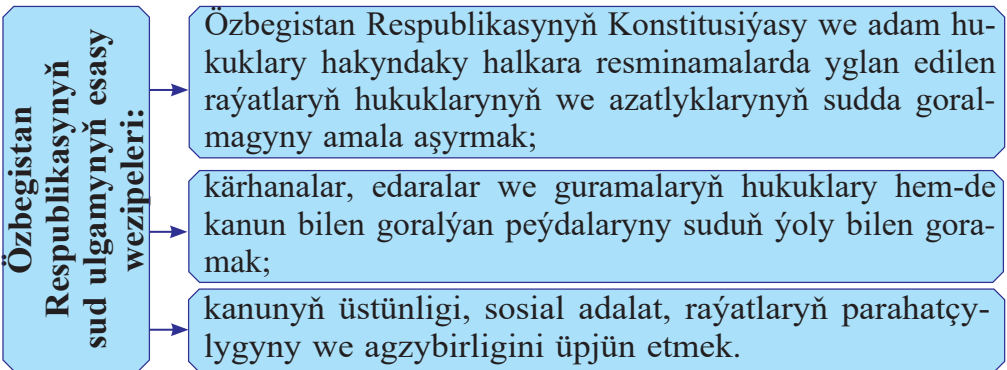 Özbegistan
Respublikasynyň
sud ulgamynyň esasy
wezipeleri:
Özbegistan Respublikasynyň Konstitusiýasy we adam hu-
kuklary hakyndaky halkara resminamalarda yglan edilen
raýatlaryň hukuklarynyň we azatlyklarynyň sudda goral-
magyny amala aşyrmak;
kärhanalar, edaralar we guramalaryň hukuklary hem-de
kanun bilen goralýan peýdalaryny suduň ýoly bilen gora-
mak;
kanunyň üstünligi, sosial adalat, raýatlaryň parahatçy-
lygyny we agzybirligini üpjün etmek.